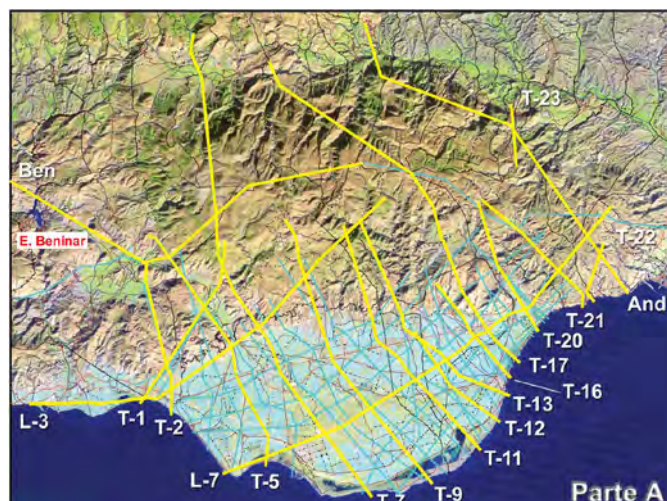 T-23
Ben
E. Beninar
T-22
And
T-21
T-20
T-17
T-16
T-13
T-12
T-11
L-3
T-1
T-2
L-7
T-5
T-7
T-9
Parte A